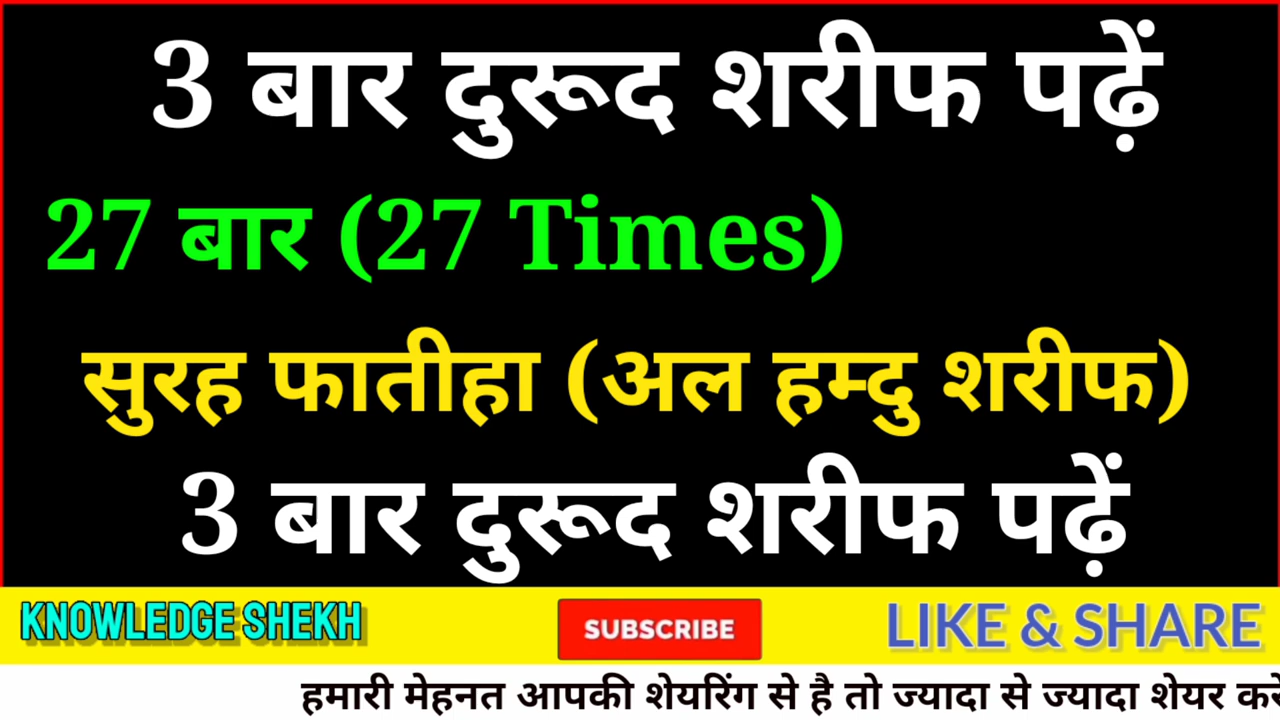 3 बार दुरूद शरीफ पढ़ें
27 बार (27 Times)
सुरह फातीहा (अल हम्दु शरीफ)
3 बार दुरूद शरीफ पढ़ें
KNOWLEDGE SHEKH
SUBSCRIBE
LIKE & SHARE
हमारी मेहनत आपकी शेयरिंग से है तो ज्यादा से ज्यादा शेयर करे